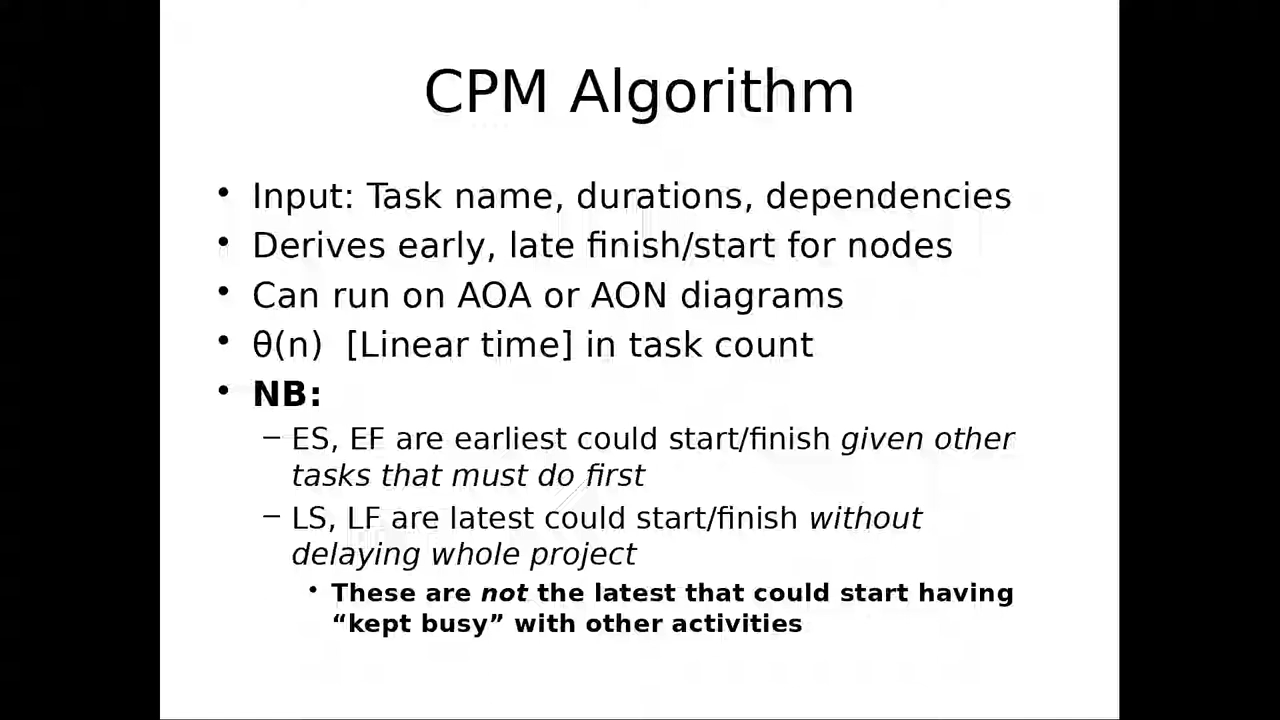 CPM Algorithm
• Input: Task name, durations, dependencies
• Derives early, late finish/start for nodes
• Can run on AOA or AON diagrams
• θ(n)  [Linear time] in task count
• NB:
– ES, EF are earliest could start/finish given other
tasks that must do first
– LS, LF are latest could start/finish without
delaying whole project
• These are not the latest that could start having
“kept busy” with other activities